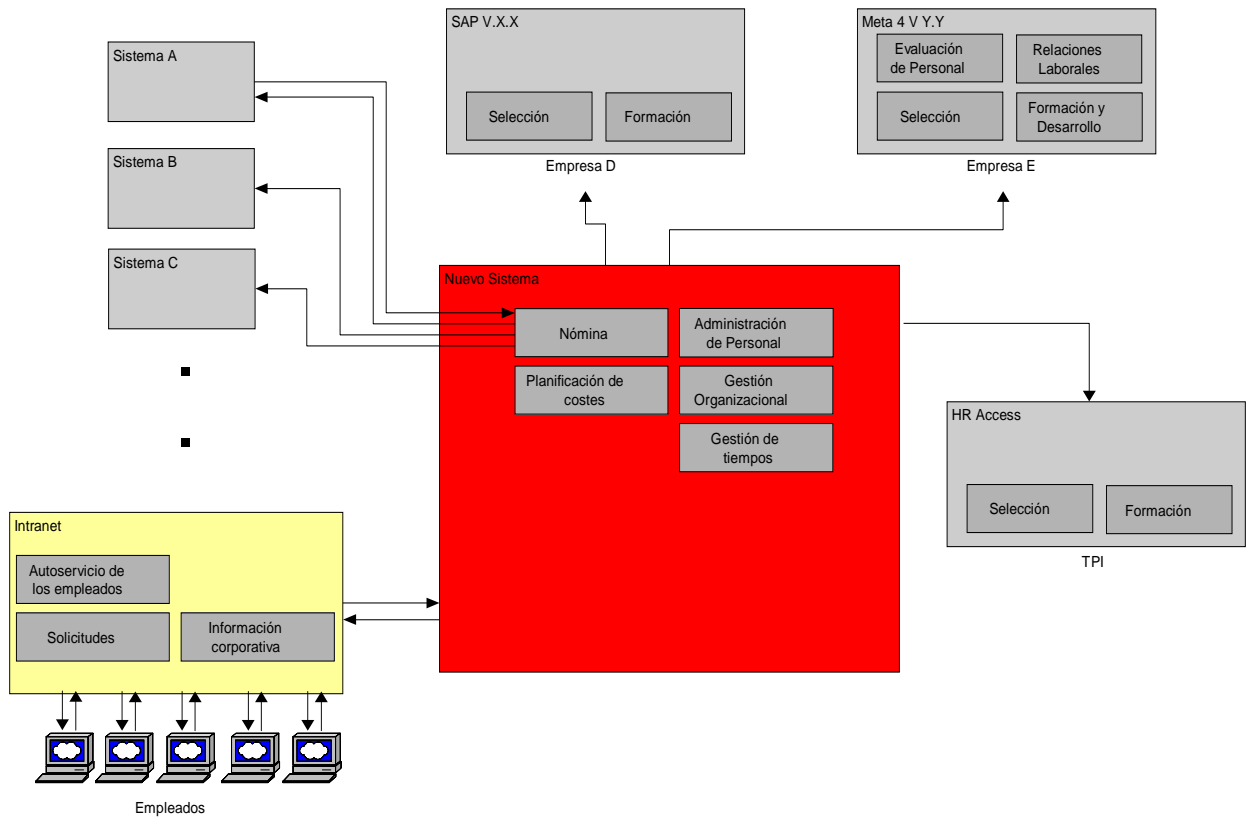 SAP V.X.X
Selección
Formación
Empresa D
Meta 4 V Y.Y
Evaluación
de Personal
Relaciones
Laborales
Selección
Formación y
Desarrollo
Empresa E
Sistema A
Sistema B
Sistema C
Nuevo Sistema
Nómina
Administración
de Personal
Planificación de
costes
Gestión
Organizacional
Gestión de
tiempos
HR Access
Selección
Formación
TPI
Intranet
Autoservicio de
los empleados
Solicitudes
Información
corporativa
Empleados